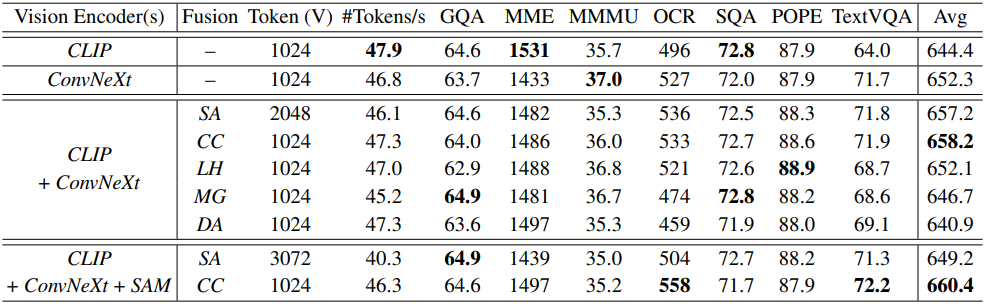 Vision Encoder(s) Fusion Token (V) #Tokens/s GQA MME MMMU OCR SQA POPE TextVQA Avg
CLIP – 1024 47.9 64.6 1531 35.7 496 72.8 87.9 64.0 644.4
ConvNeXt – 1024 46.8 63.7 1433 37.0 527 72.0 87.9 71.7 652.3
CLIP + ConvNeXt SA 2048 46.1 64.6 1482 35.3 536 72.5 88.3 71.8 657.2
CC 1024 47.3 64.0 1486 36.0 533 72.7 88.6 71.9 658.2
LH 1024 47.0 62.9 1488 36.8 521 72.6 88.9 68.7 652.1
MG 1024 45.2 64.9 1481 36.7 474 72.8 88.2 68.6 646.7
DA 1024 47.3 63.6 1497 35.3 459 71.9 88.0 69.1 640.9
CLIP SA 3072 40.3 64.9 1439 35.0 504 72.7 88.2 71.3 649.2
+ ConvNeXt + SAM CC 1024 46.3 64.6 1497 35.2 558 71.7 87.9 72.2 660.4